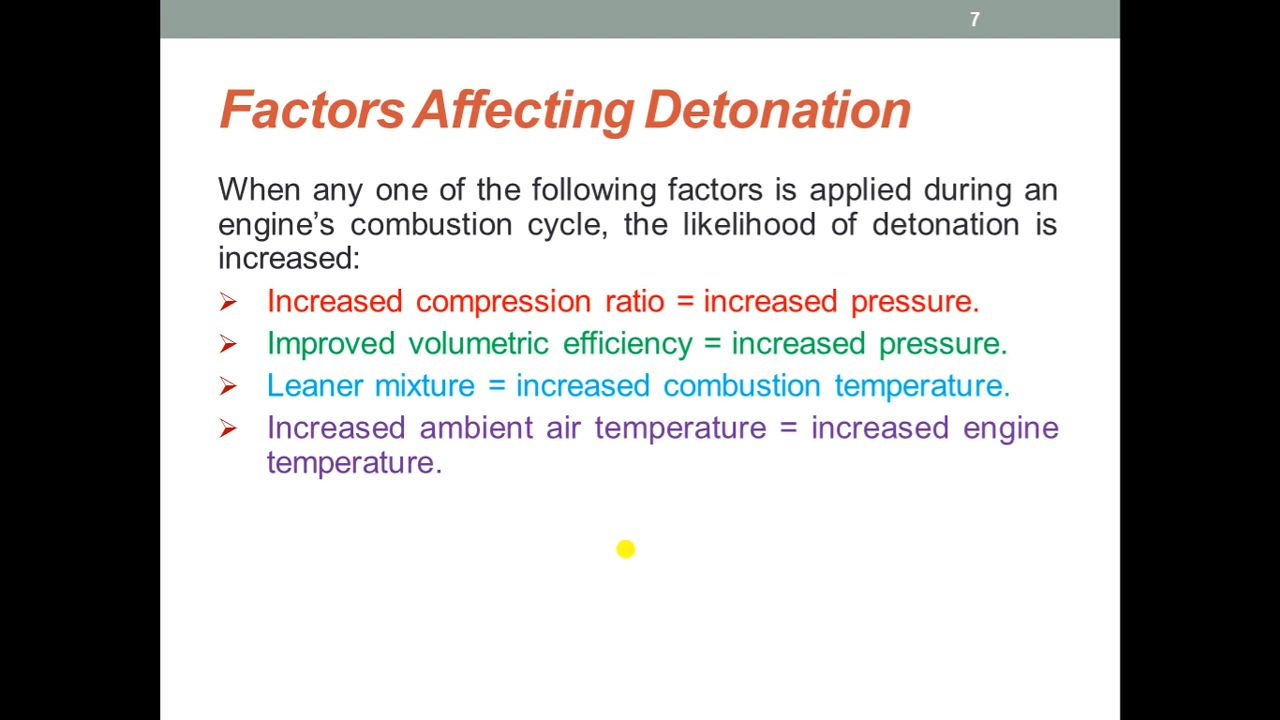 7
Factors Affecting Detonation
When any one of the following factors is applied during an
engine’s combustion cycle, the likelihood of detonation is
increased:
Increased compression ratio = increased pressure.
Improved volumetric efficiency = increased pressure.
Leaner mixture = increased combustion temperature.
Increased ambient air temperature = increased engine
temperature.